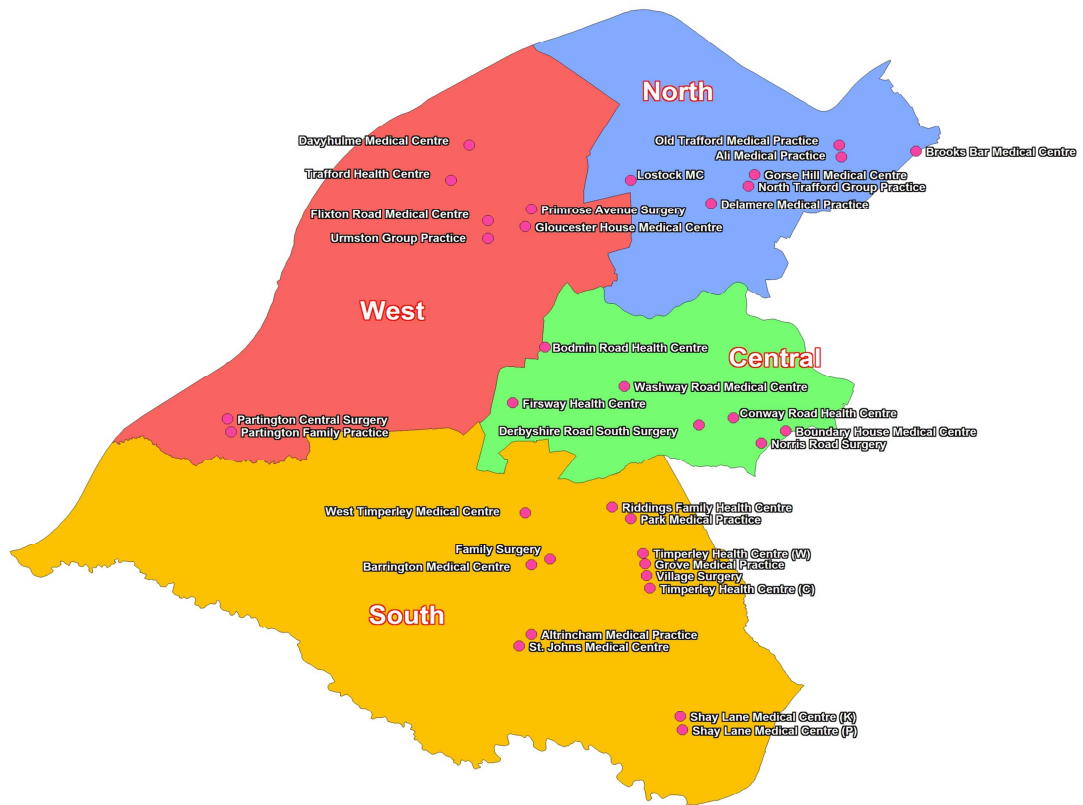 North
Davyhulme Medical Centre
Old Trafford Medical Practice
Ali Medical Practice
Brooks Bar Medical Centre
Trafford Health Centre
Lostock MC
Gorse Hill Medical Centre
North Trafford Group Practice
Delamere Medical Practice
Primrose Avenue Surgery
Flixton Road Medical Centre
Gloucester House Medical Centre
Urmston Group Practice
West
Bodmin Road Health Centre
Central
Washway Road Medical Centre
Firsway Health Centre
Conway Road Health Centre
Partington Central Surgery
Partington Family Practice
Derbyshire Road South Surgery
Boundary House Medical Centre
Norris Road Surgery
West Timperley Medical Centre
Riddings Family Health Centre
Park Medical Practice
Family Surgery
Barrington Medical Centre
Timperley Health Centre (W)
Grove Medical Practice
Village Surgery
Timperley Health Centre (C)
South
Altrincham Medical Practice
St. Johns Medical Centre
Shay Lane Medical Centre (K)
Shay Lane Medical Centre (P)